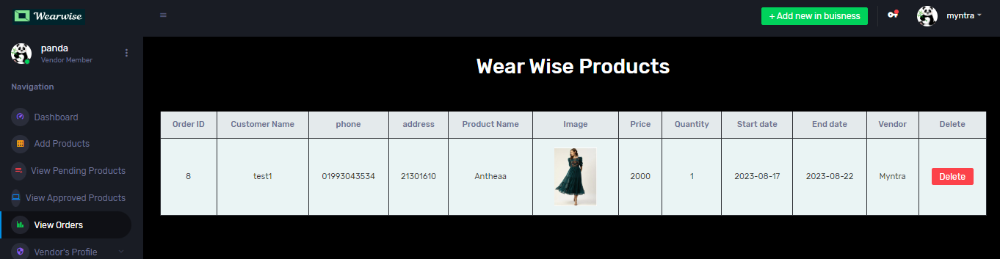 Wearwise
+ Add new in buisness
myntra
panda
Vendor Member
Navigation
Dashboard
Add Products
View Pending Products
View Approved Products
View Orders
Vendor's Profile
Wear Wise Products
Order ID Customer Name phone address Product Name Image Price Quantity Start date End date Vendor Delete
8 test1 01993043534 21301610 Antheaa 2000 1 2023-08-17 2023-08-22 Myntra Delete